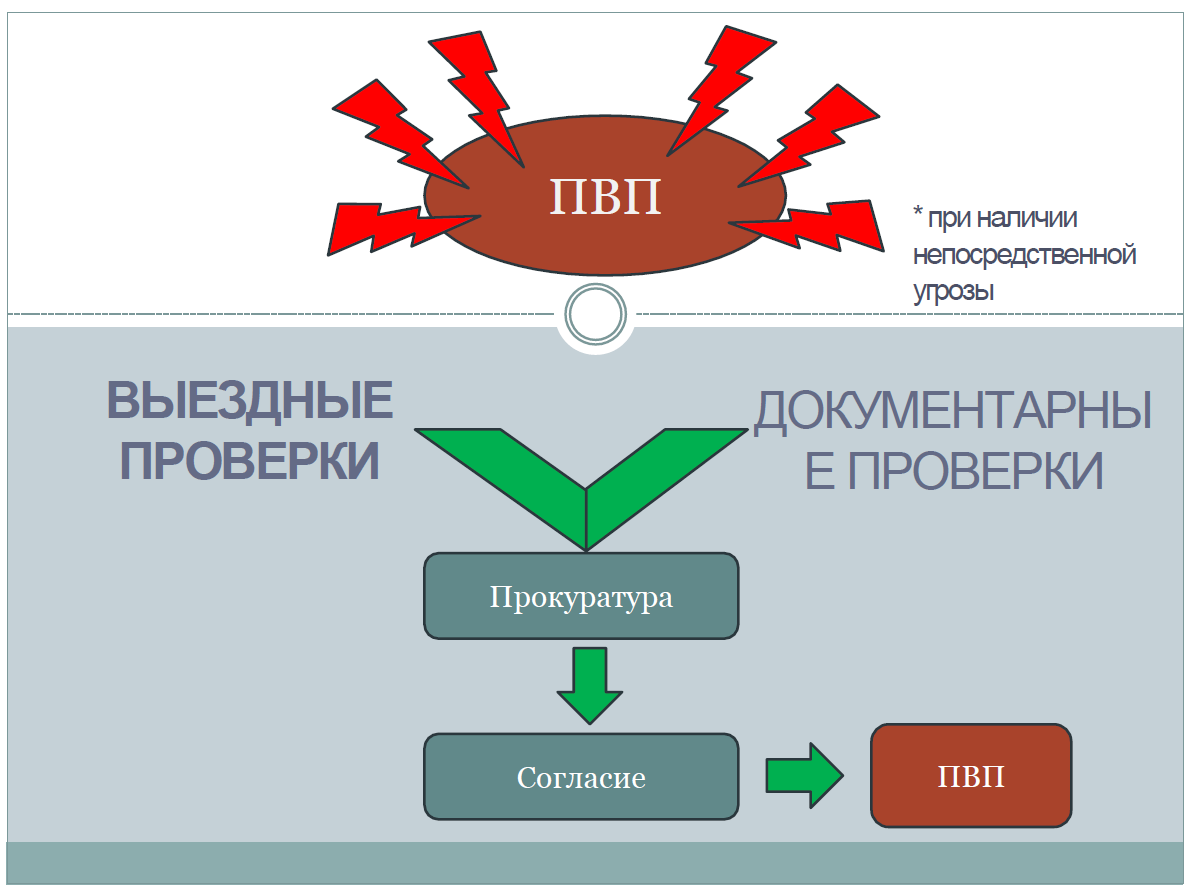 ПВП
* при наличии
непосредственной
угрозы
ВЫЕЗДНЫЕ
ПРОВЕРКИ
ДОКУМЕНТАРНЫ
Е ПРОВЕРКИ
Прокуратура
Согласие
ПВП